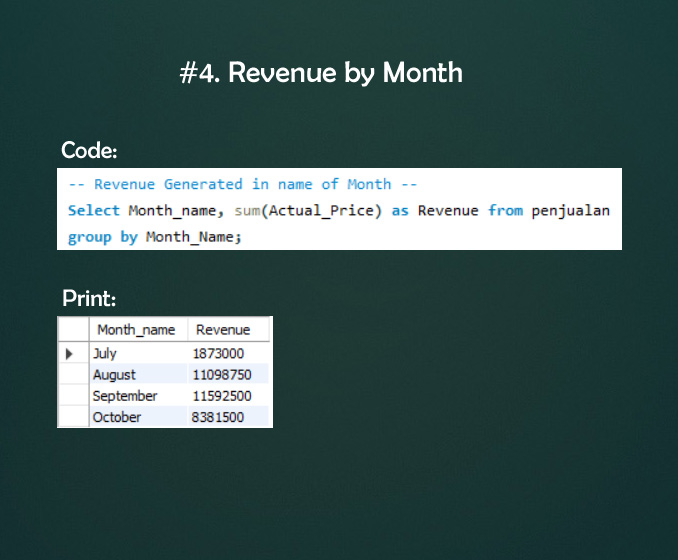 #4. Revenue by Month
Code:
-- Revenue Generated in name of Month --
Select Month_name, sum(Actual_Price) as Revenue from penjualan
group by Month_Name;
Print:
Month_name Revenue
July 1873000
August 11098750
September 11592500
October 8381500